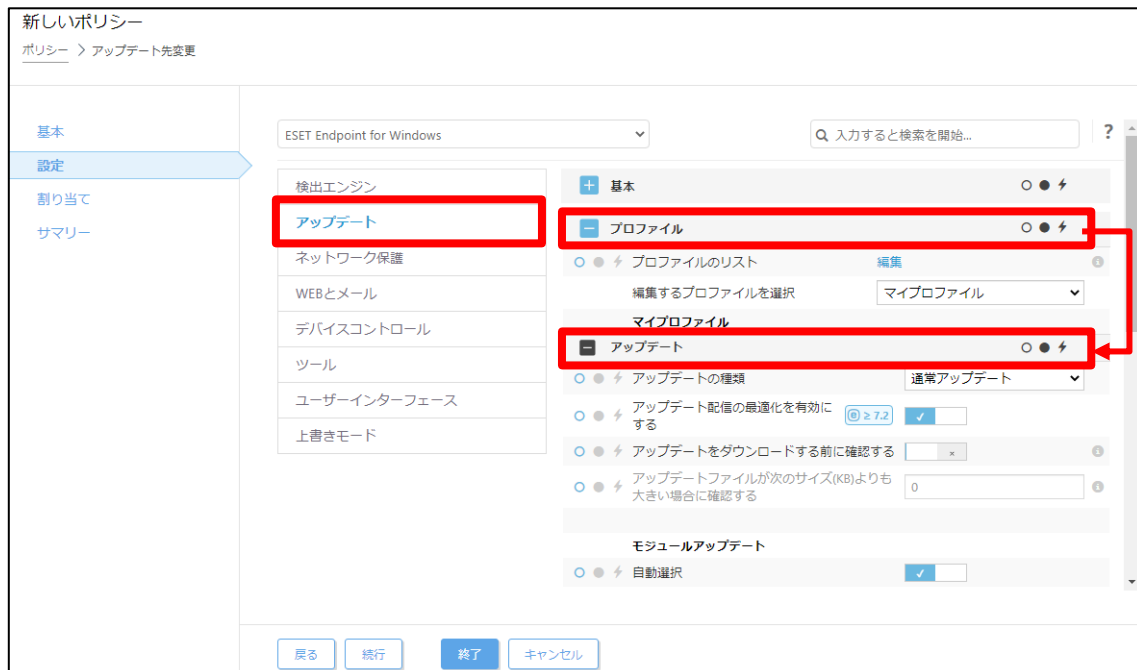 新しいポリシー
ポリシー > アップデート先変更
基本
設定
割り当て
サマリー
ESET Endpoint for Windows
入力すると検索を開始...
?
検出エンジン
アップデート
ネットワーク保護
WEBとメール
デバイスコントロール
ツール
ユーザーインターフェース
上書きモード
基本
プロファイル
プロファイルのリスト 編集
編集するプロファイルを選択 マイプロファイル
マイプロファイル
アップデート
アップデートの種類 通常アップデート
アップデート配信の最適化を有効に
する
≥ 7.2
アップデートをダウンロードする前に確認する
アップデートファイルが次のサイズ(KB)よりも
大きい場合に確認する
0
モジュールアップデート
自動選択
戻る 続行 終了 キャンセル